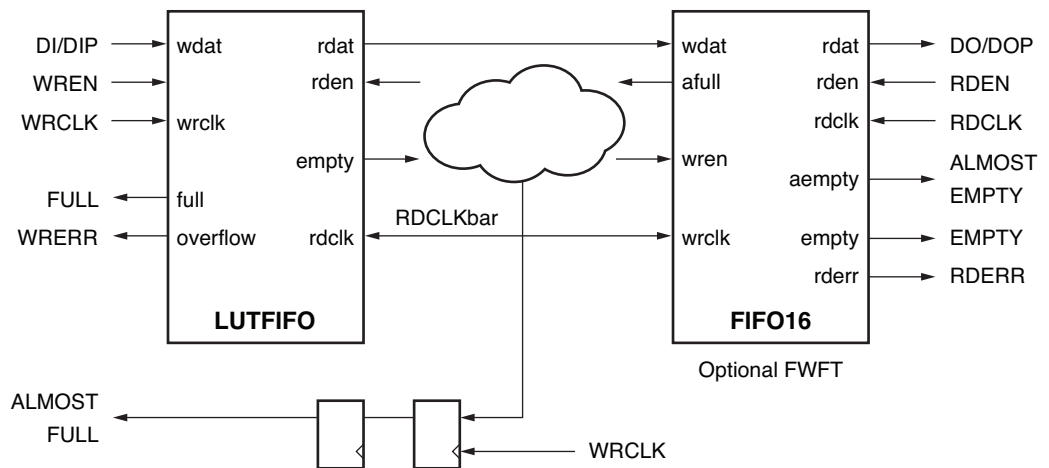 DI/DIP
WREN
WRCLK
FULL
WRERR
wdat
wrclk
full
overflow
rdat
rden
empty
rdclk
LUTFIFO
RDCLKbar
wdat
afull
wren
wrclk
rdat
rden
rdclk
aempty
empty
rderr
FIFO16
DO/DOP
RDEN
RDCLK
ALMOST
EMPTY
EMPTY
RDERR
Optional FWFT
ALMOST
FULL
WRCLK